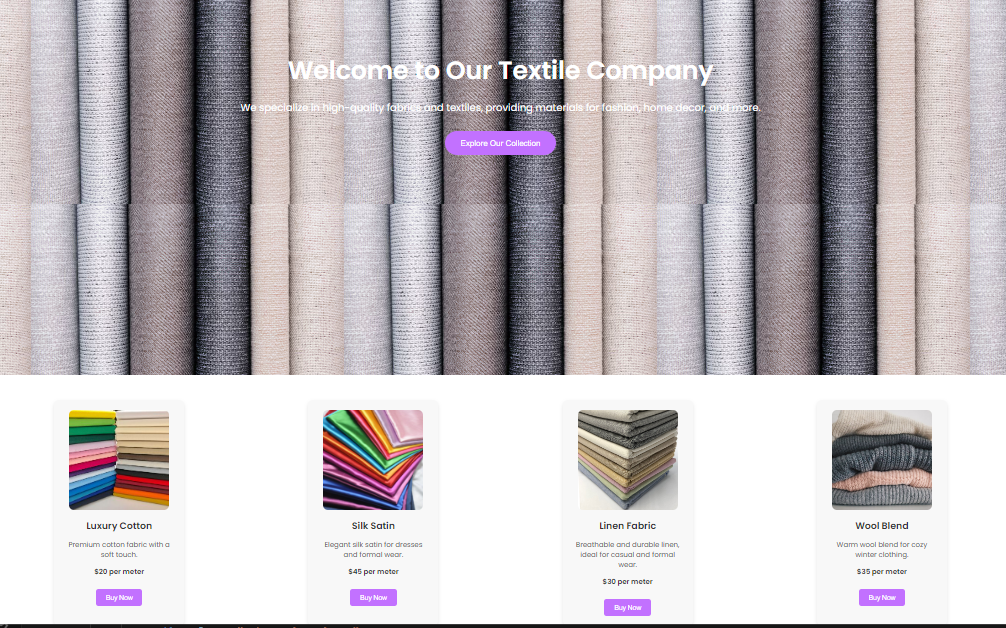 Welcome to Our Textile Company
We specialize in high-quality fabrics and textiles, providing materials for fashion, home decor, and more.
Explore Our Collection
Luxury Cotton
Premium cotton fabric with a
soft touch.
$20 per meter
Buy Now
Silk Satin
Elegant silk satin for dresses
and formal wear.
$45 per meter
Buy Now
Linen Fabric
Breathable and durable linen,
ideal for casual and formal
wear.
$30 per meter
Buy Now
Wool Blend
Warm wool blend for cozy
winter clothing.
$35 per meter
Buy Now